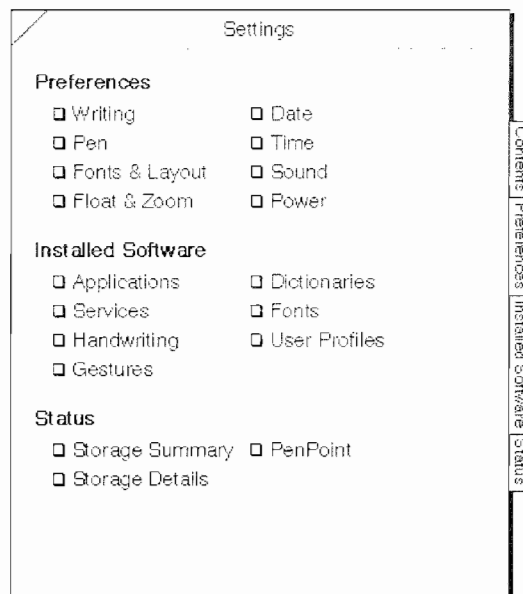 Settings
Preferences
Writing
Date
Pen
Time
Fonts & Layout
Sound
Float & Zoom
Power
Installed Software
Applications
Dictionaries
Services
Fonts
Handwriting
User Profiles
Gestures
Status
Storage Summary
PenPoint
Storage Details
Contents
Preferences
Installed Software
Status